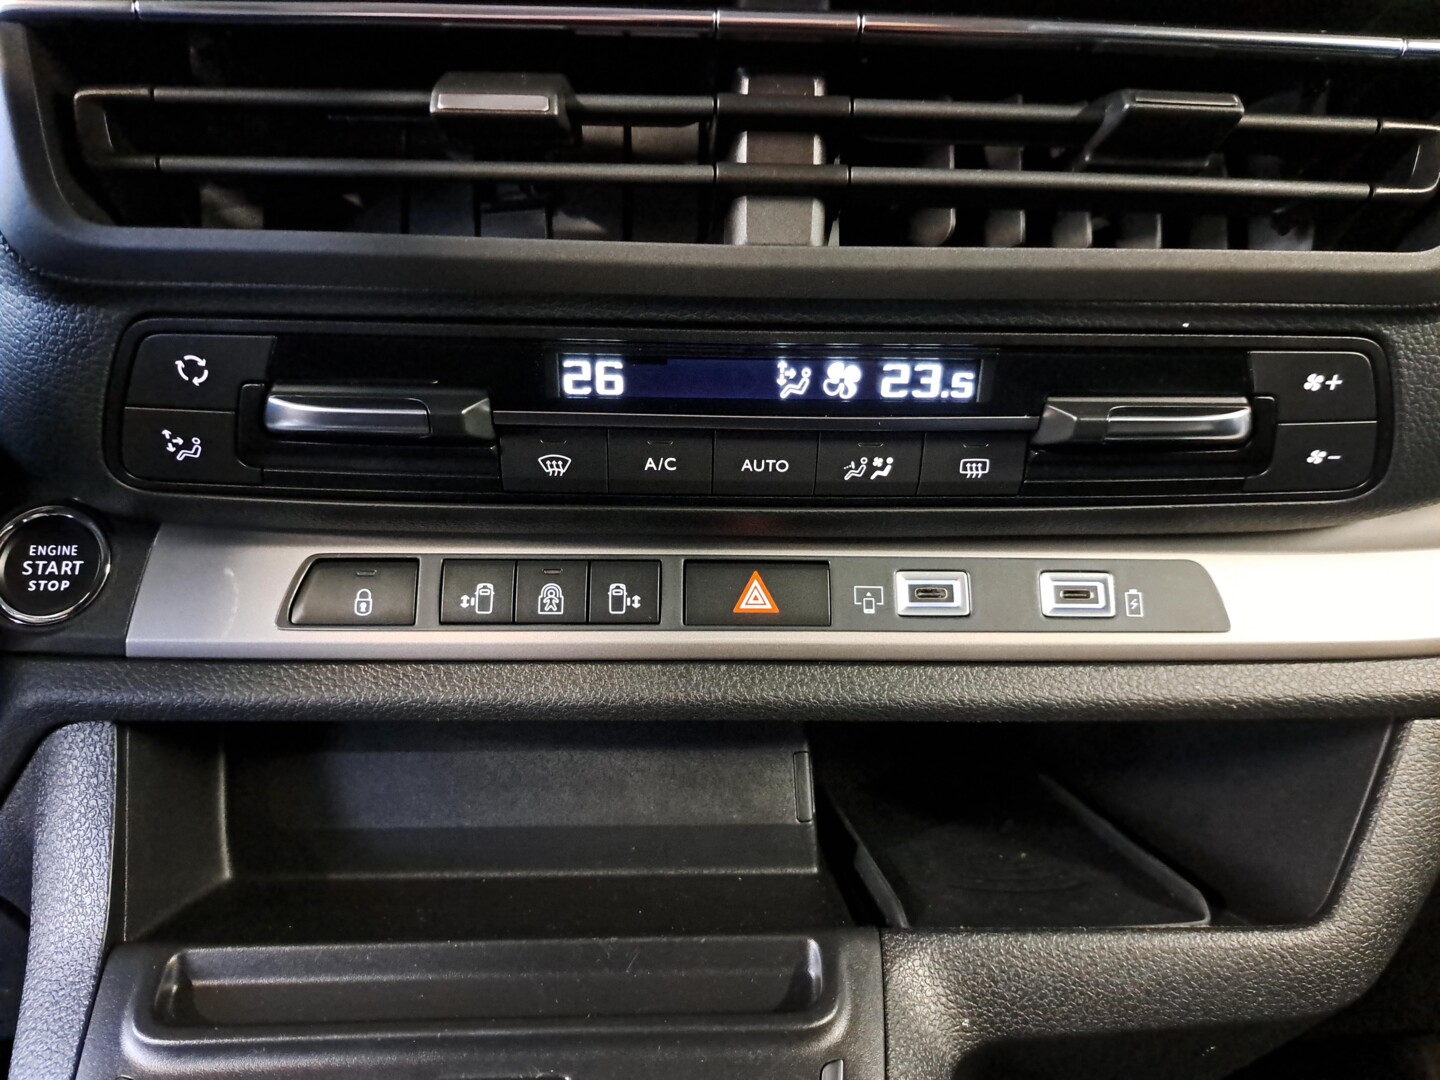 26 23.5
A/C AUTO
ENGINE
START
STOP